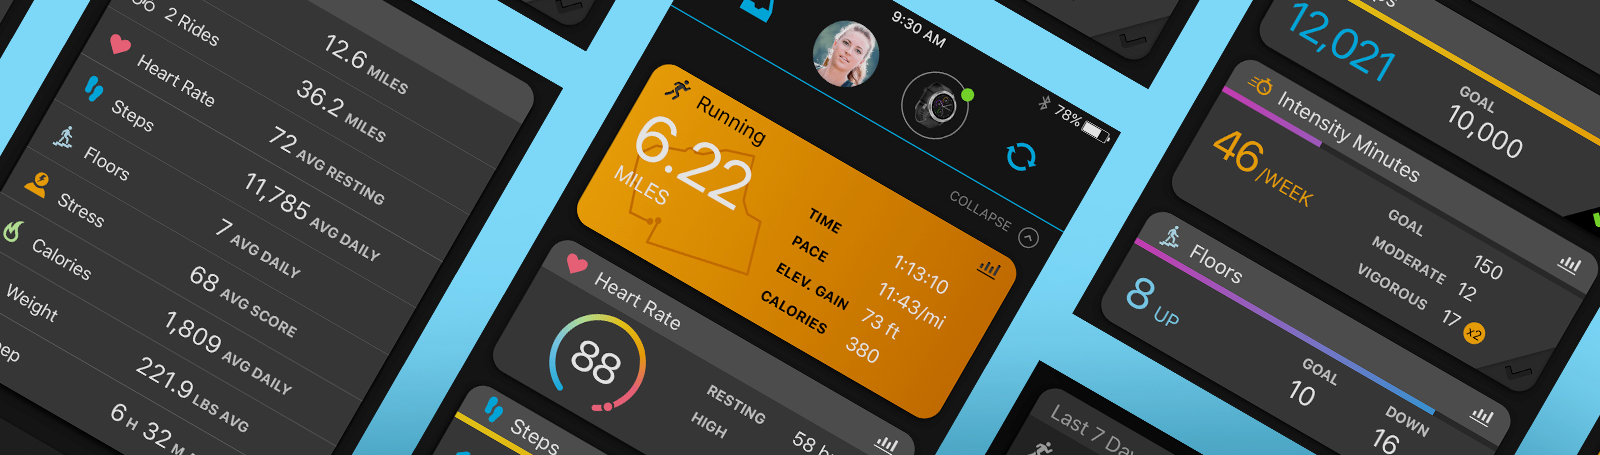 2 Rides
12.6 MILES
Heart Rate
36.2 MILES
Steps
72 AVG RESTING
Floors
11,785 AVG DAILY
Stress
7 AVG DAILY
Calories
68 AVG SCORE
Weight
1,809 AVG DAILY
221.9 LBS AVG
6 H 32 M
9:30 AM
78%
COLLAPSE
Running
6.22
MILES
TIME 1:13:10
PACE 11:43/mi
ELEV. GAIN 73 ft
CALORIES 380
Heart Rate
88
RESTING 58
HIGH
Steps
12,021
GOAL
10,000
Intensity Minutes
46/WEEK
GOAL 150
MODERATE 12
VIGOROUS 17 x2
Floors
8 UP
GOAL
10
DOWN
16
Last 7 Day